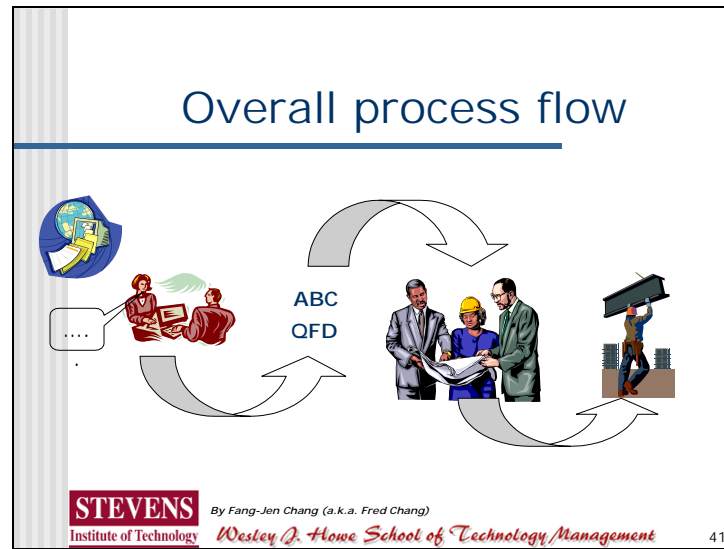 Overall process flow
ABC
QFD
....
.
STEVENS
Institute of Technology
By Fang-Jen Chang (a.k.a. Fred Chang)
Wesley J. Howe School of Technology Management
41